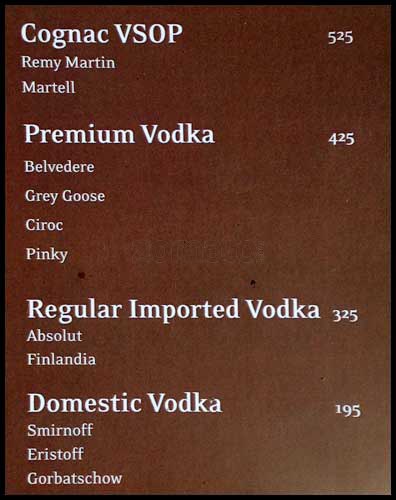 Cognac VSOP 525
Remy Martin
Martell
Premium Vodka 425
Belvedere
Grey Goose
Ciroc
Pinky
Regular Imported Vodka 325
Absolut
Finlandia
Domestic Vodka 195
Smirnoff
Eristoff
Gorbatschow